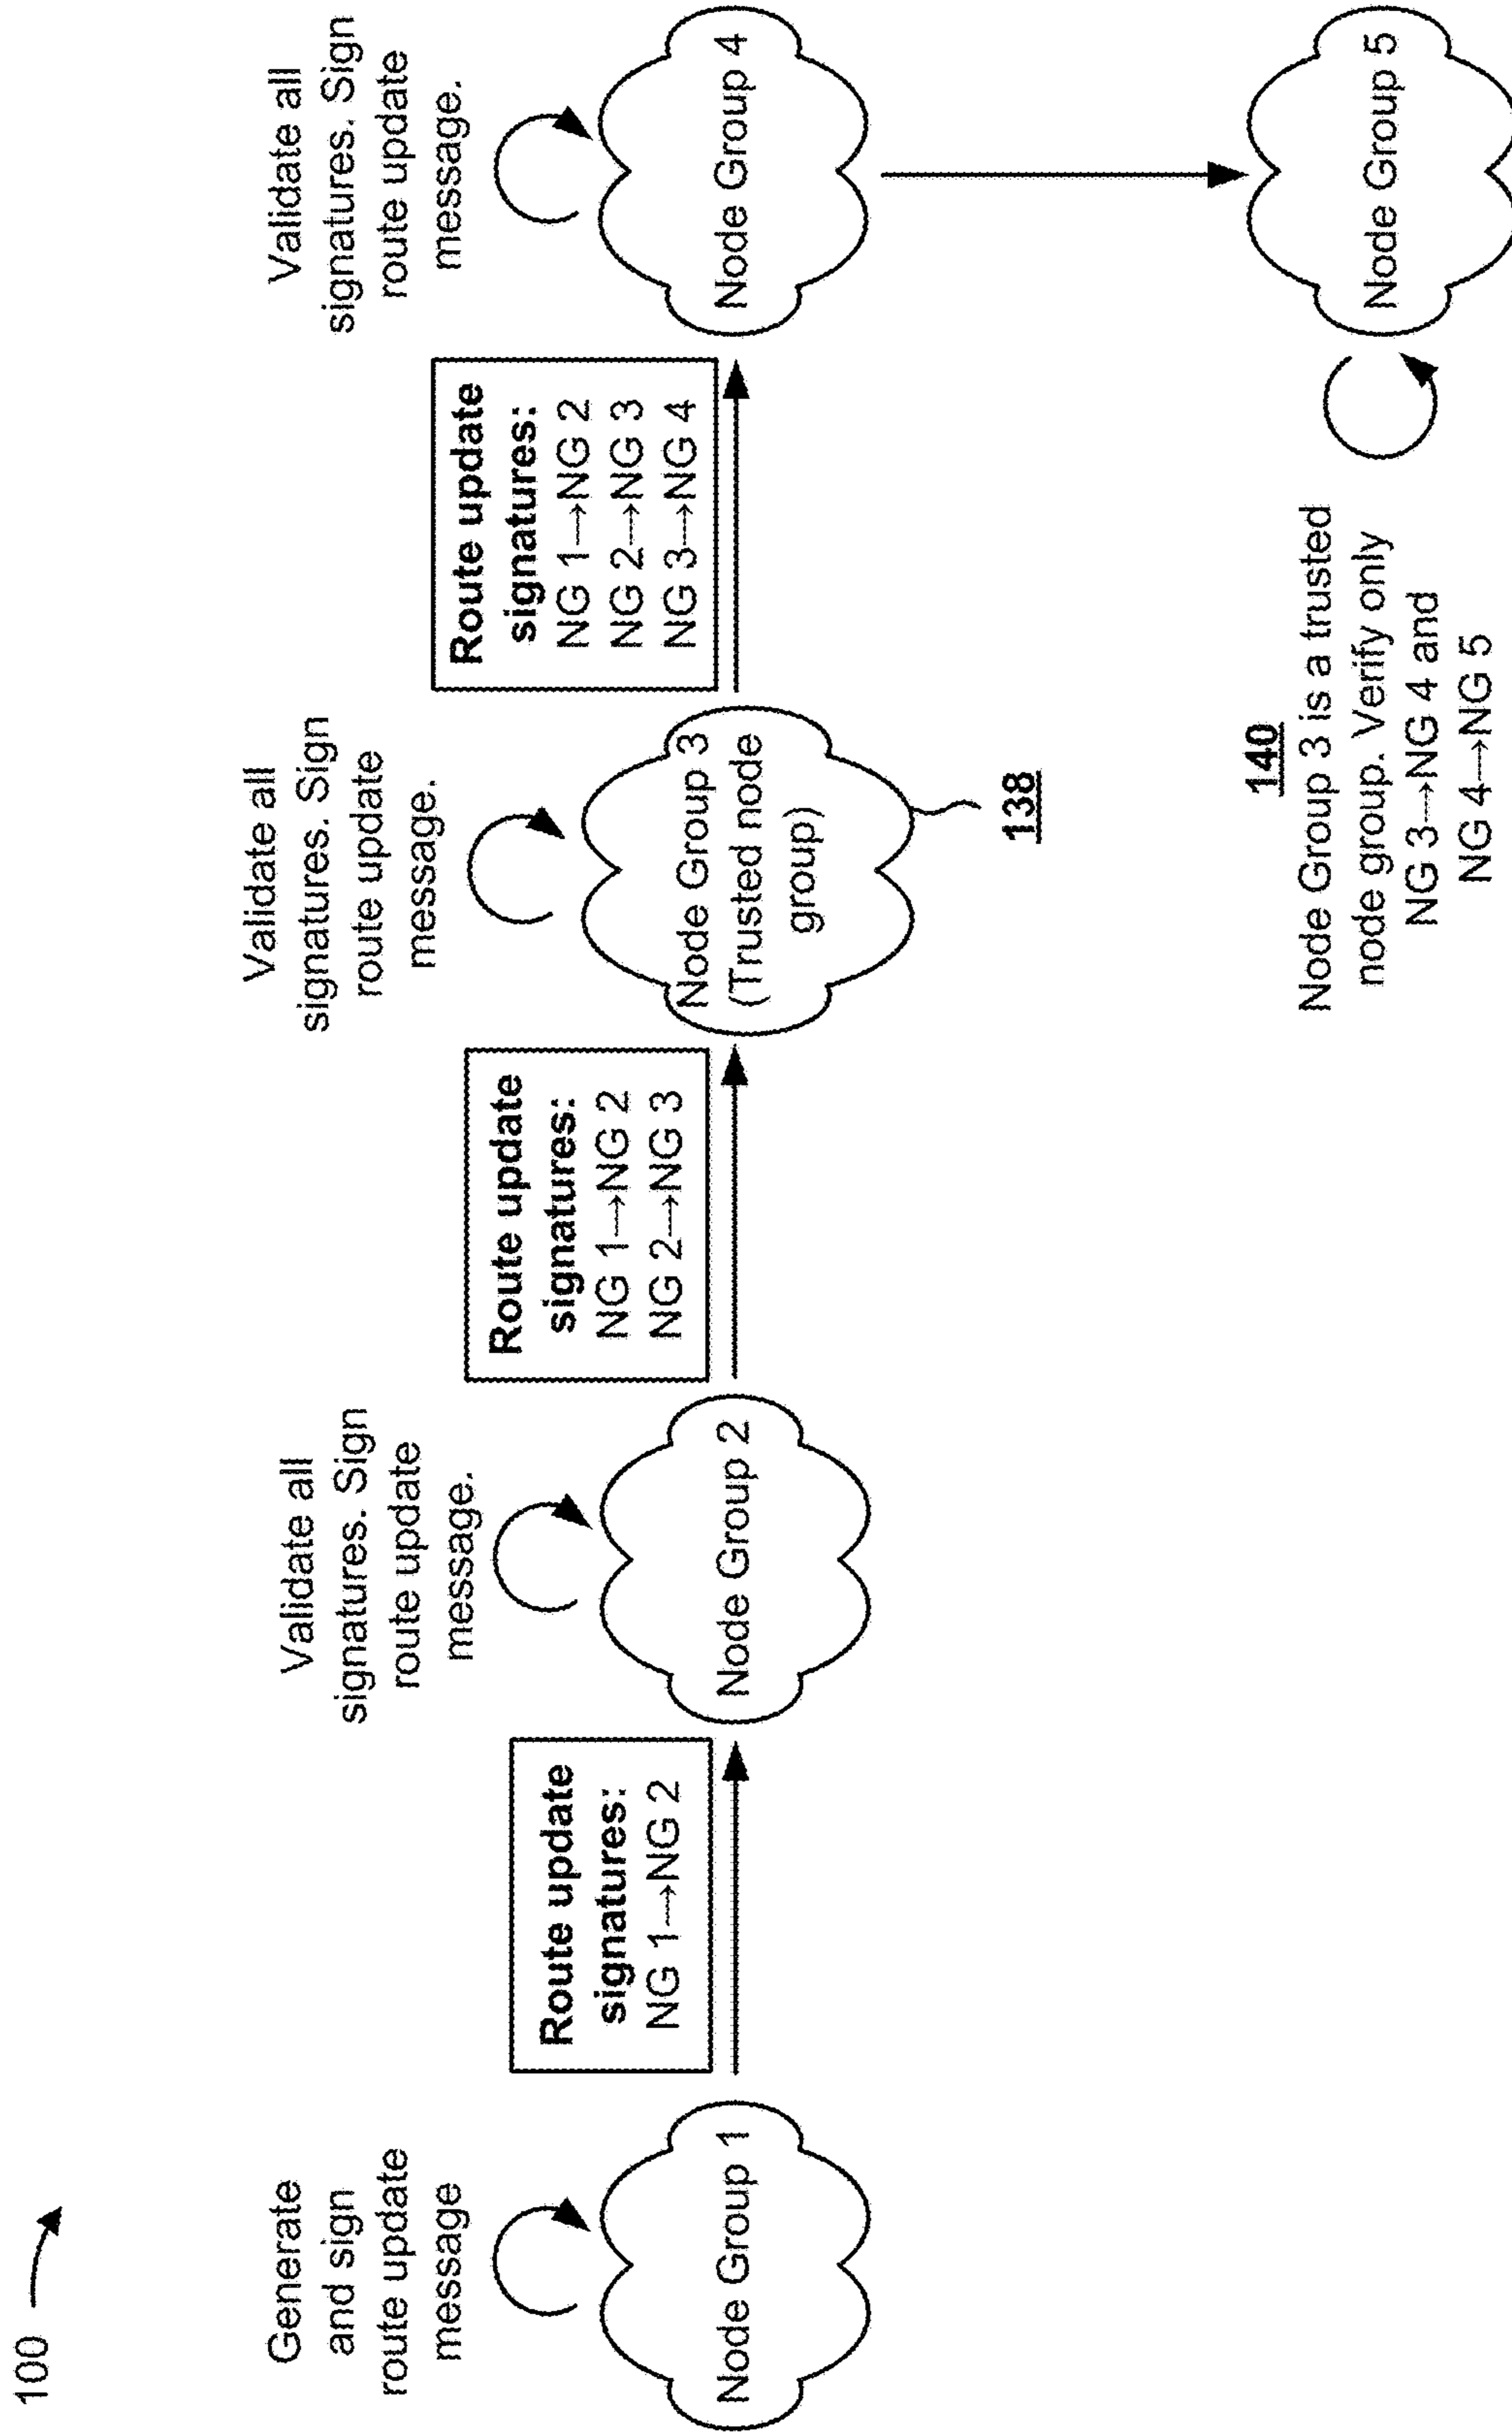 100
Generate
and sign
route update
message
Node Group 1
Route update
signatures:
NG 1→NG 2
Validate all
signatures. Sign
route update
message.
Node Group 2
Route update
signatures:
NG 1→NG 2
NG 2→NG 3
Validate all
signatures. Sign
route update
message.
Node Group 3
(Trusted node
group)
138
Route update
signatures:
NG 1→NG 2
NG 2→NG 3
NG 3→NG 4
Validate all
signatures. Sign
route update
message.
Node Group 4
140
Node Group 3 is a trusted
node group. Verify only
NG 3→NG 4 and
NG 4→NG 5
Node Group 5